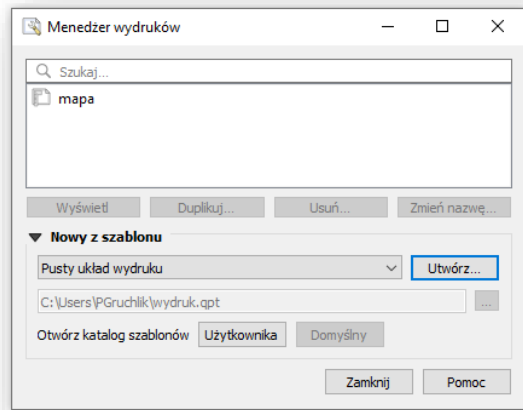 Menedżer wydruków
Szukaj...
mapa
Wyświetl Duplikuj... Usuń... Zmień nazwę...
Nowy z szablonu
Pusty układ wydruku Utwórz...
C:\Users\PGruchlik\wydruk.qpt ...
Otwórz katalog szablonów Użytkownika Domyślny
Zamknij Pomoc